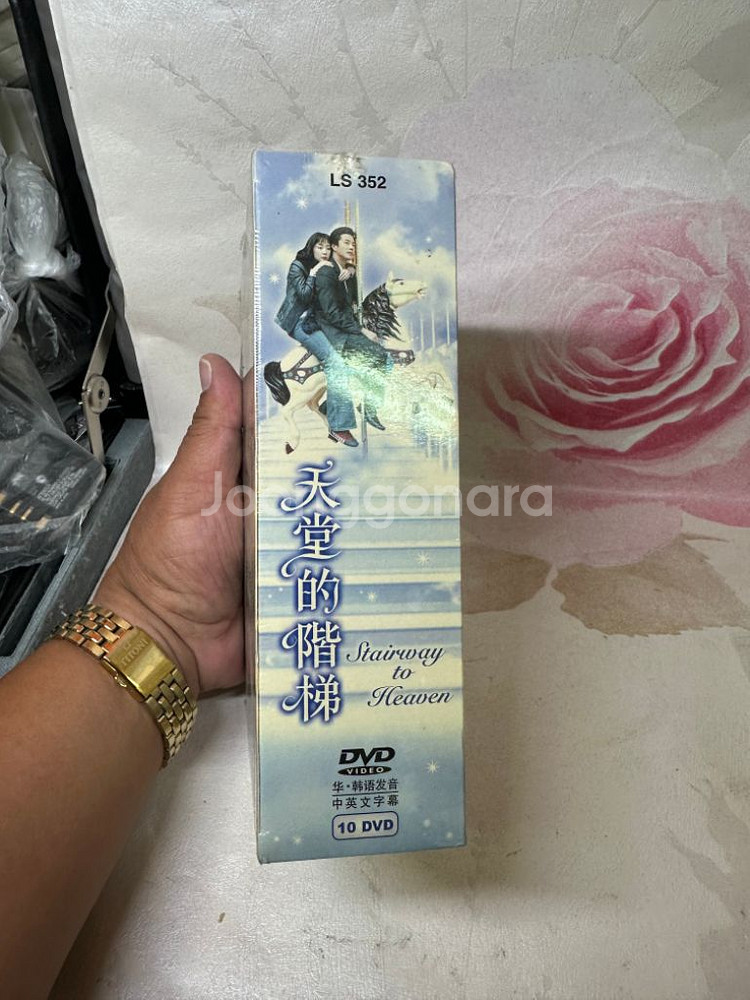 LS 352
Joonggonara
天堂的階梯
Stairway
to
Heaven
DVD
VIDEO
华·韩语发音
中英文字幕
10 DVD